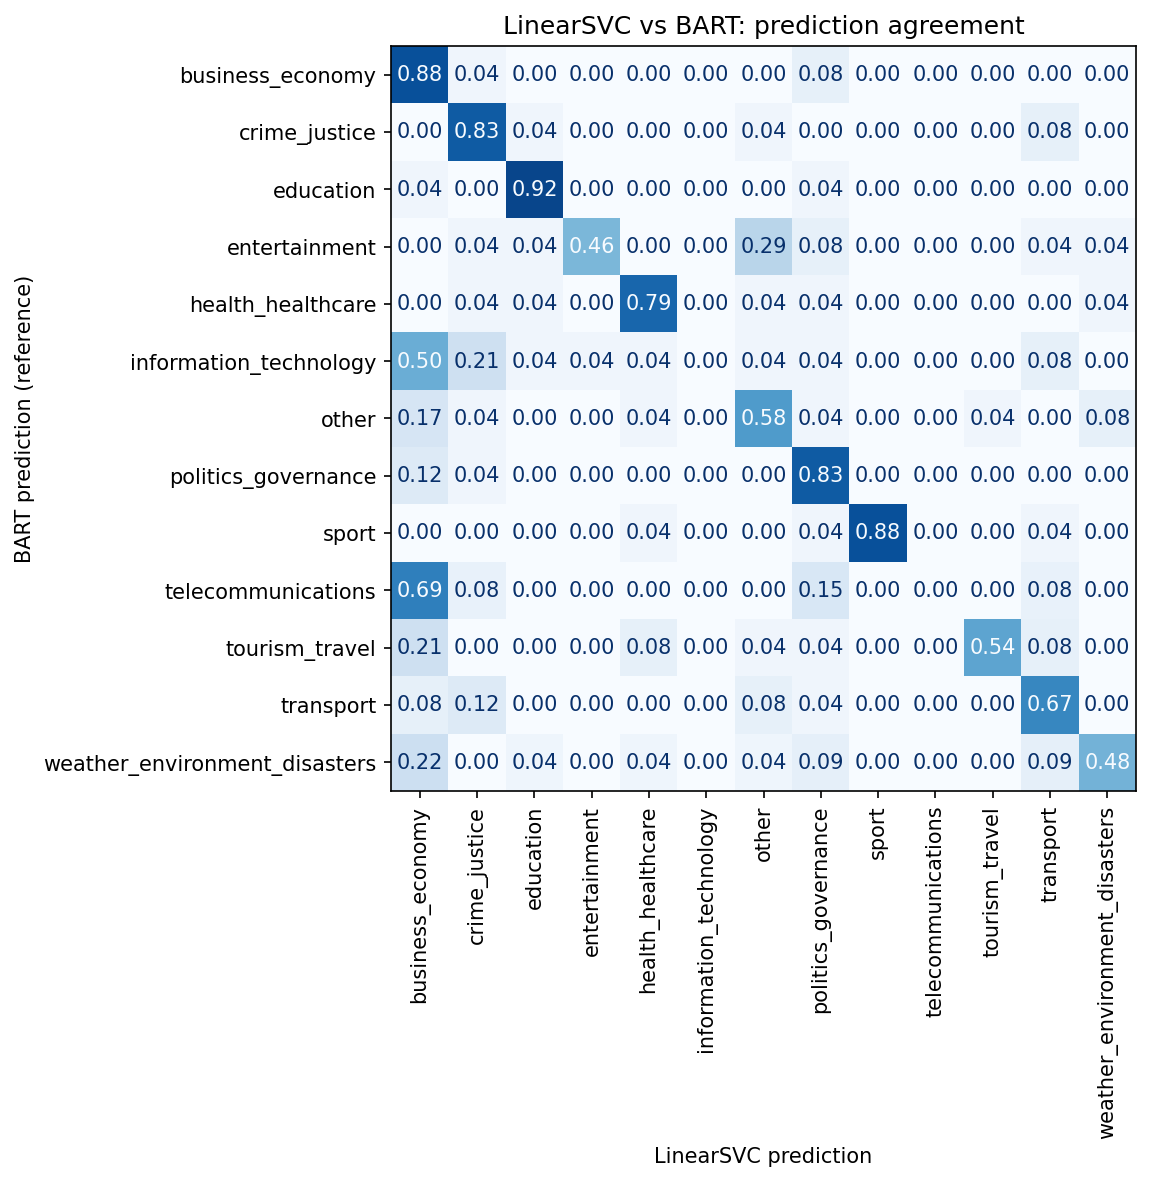 LinearSVC vs BART: prediction agreement
BART prediction (reference)
business_economy 0.88 0.04 0.00 0.00 0.00 0.00 0.00 0.08 0.00 0.00 0.00 0.00 0.00
crime_justice 0.00 0.83 0.04 0.00 0.00 0.00 0.04 0.00 0.00 0.00 0.00 0.08 0.00
education 0.04 0.00 0.92 0.00 0.00 0.00 0.00 0.04 0.00 0.00 0.00 0.00 0.00
entertainment 0.00 0.04 0.04 0.46 0.00 0.00 0.29 0.08 0.00 0.00 0.00 0.04 0.04
health_healthcare 0.00 0.04 0.04 0.00 0.79 0.00 0.04 0.04 0.00 0.00 0.00 0.00 0.04
information_technology 0.50 0.21 0.04 0.04 0.04 0.00 0.04 0.04 0.00 0.00 0.00 0.08 0.00
other 0.17 0.04 0.00 0.00 0.04 0.00 0.58 0.04 0.00 0.00 0.04 0.00 0.08
politics_governance 0.12 0.04 0.00 0.00 0.00 0.00 0.00 0.83 0.00 0.00 0.00 0.00 0.00
sport 0.00 0.00 0.00 0.00 0.04 0.00 0.00 0.04 0.88 0.00 0.00 0.04 0.00
telecommunications 0.69 0.08 0.00 0.00 0.00 0.00 0.00 0.15 0.00 0.00 0.00 0.08 0.00
tourism_travel 0.21 0.00 0.00 0.00 0.08 0.00 0.04 0.04 0.00 0.00 0.54 0.08 0.00
transport 0.08 0.12 0.00 0.00 0.00 0.00 0.08 0.04 0.00 0.00 0.00 0.67 0.00
weather_environment_disasters 0.22 0.00 0.04 0.00 0.04 0.00 0.04 0.09 0.00 0.00 0.00 0.09 0.48
business_economy
crime_justice
education
entertainment
health_healthcare
information_technology
other
politics_governance
sport
telecommunications
tourism_travel
transport
weather_environment_disasters
LinearSVC prediction